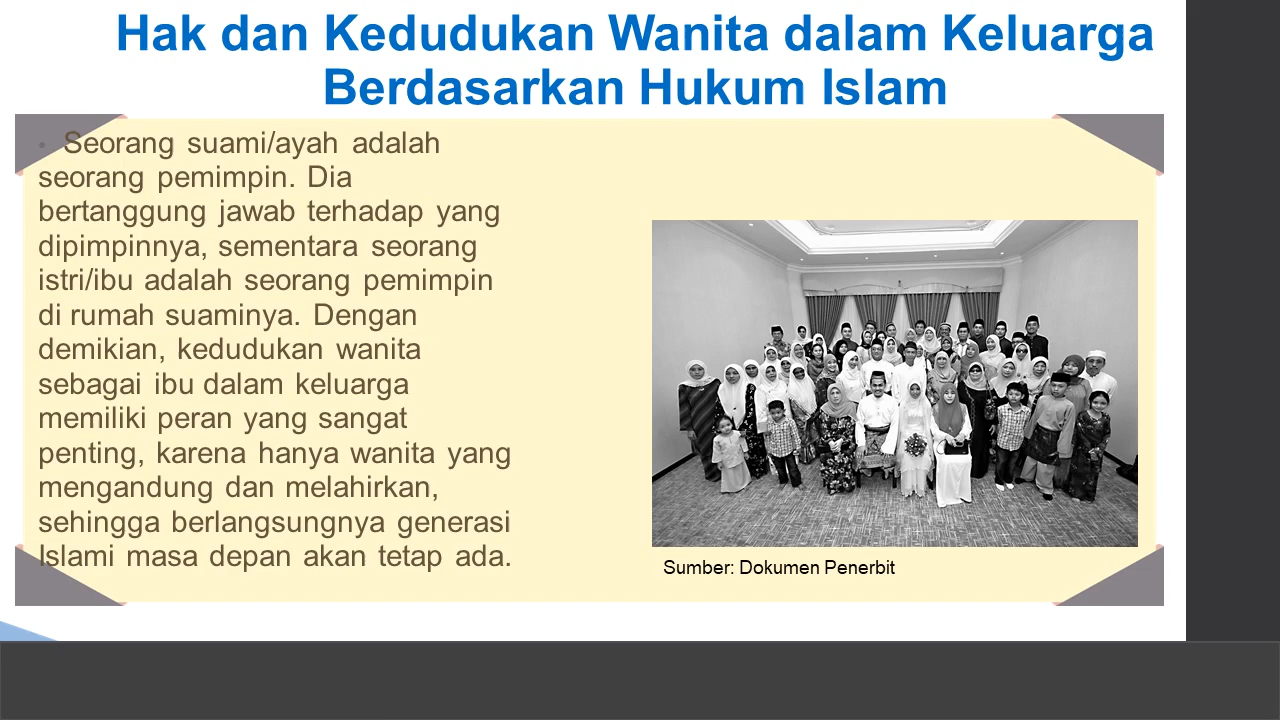 Hak dan Kedudukan Wanita dalam Keluarga
Berdasarkan Hukum Islam
• Seorang suami/ayah adalah
seorang pemimpin. Dia
bertanggung jawab terhadap yang
dipimpinnya, sementara seorang
istri/ibu adalah seorang pemimpin
di rumah suaminya. Dengan
demikian, kedudukan wanita
sebagai ibu dalam keluarga
memiliki peran yang sangat
penting, karena hanya wanita yang
mengandung dan melahirkan,
sehingga berlangsungnya generasi
Islami masa depan akan tetap ada.
Sumber: Dokumen Penerbit